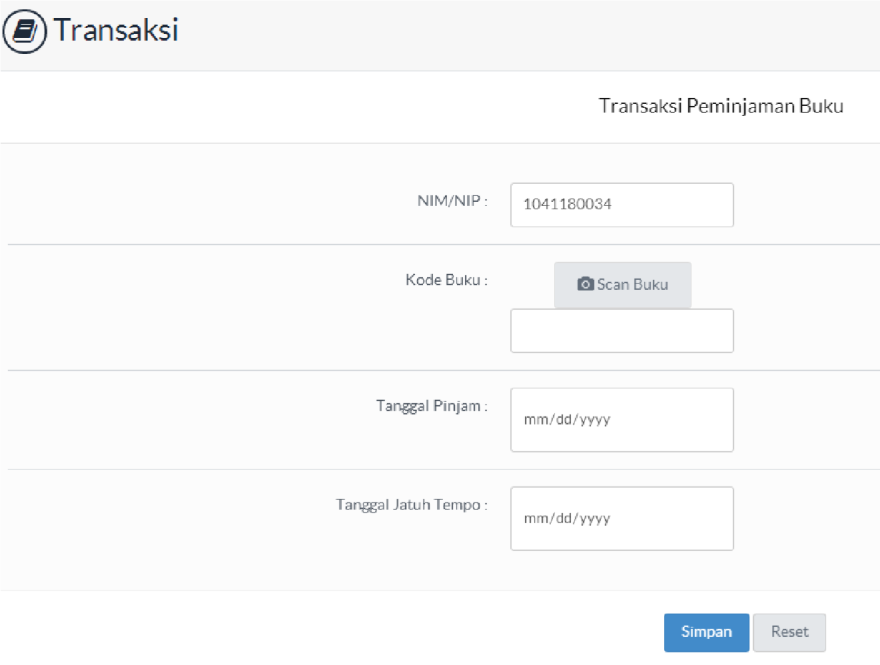 Transaksi
Transaksi Peminjaman Buku
NIM/NIP : 1041180034
Kode Buku : Scan Buku
Tanggal Pinjam : mm/dd/yyyy
Tanggal Jatuh Tempo : mm/dd/yyyy
Simpan Reset